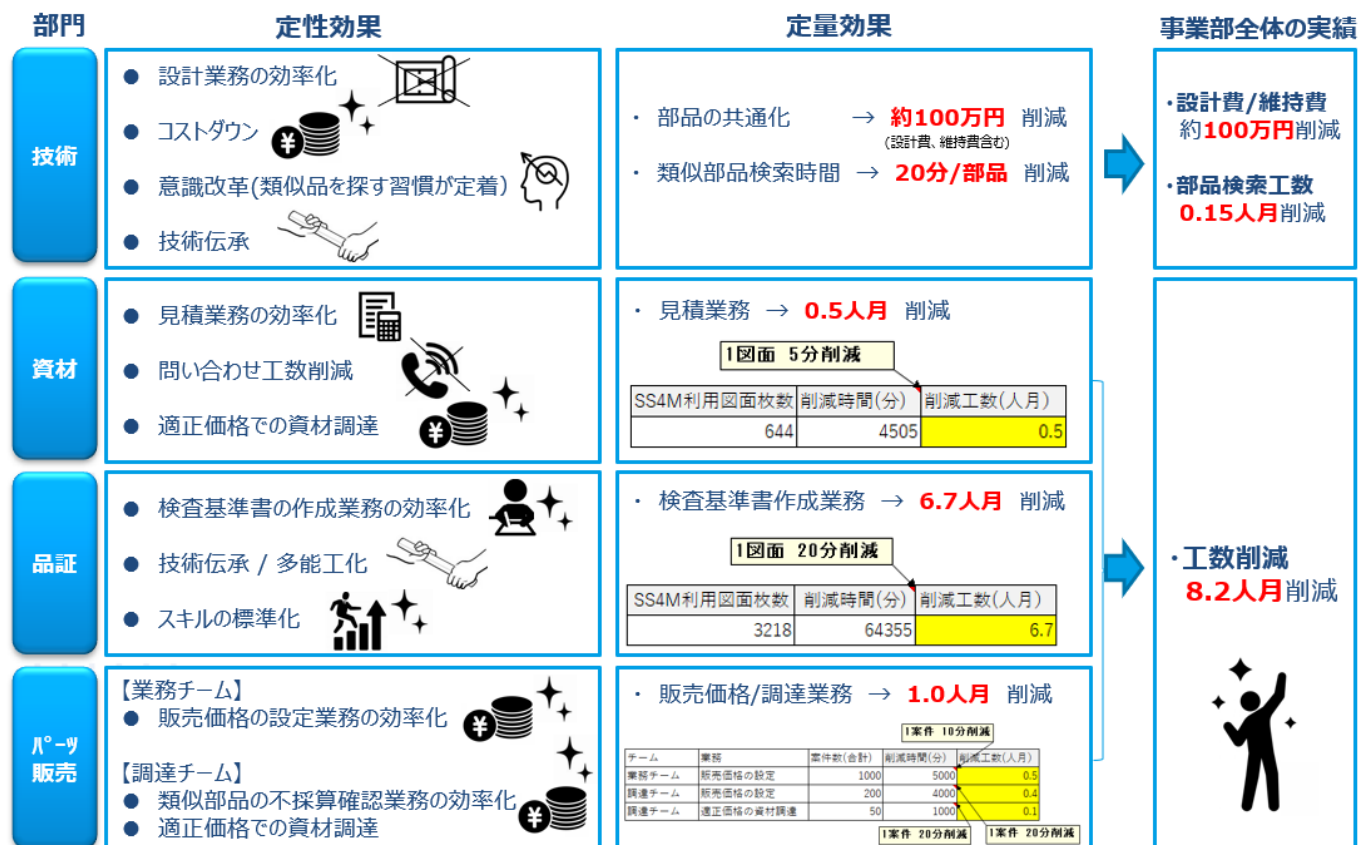 部門
定性効果
定量効果
事業部全体の実績
技術
● 設計業務の効率化
● コストダウン
¥
● 意識改革(類似品を探す習慣が定着)
● 技術伝承
・ 部品の共通化 → 約100万円 削減
(設計費、維持費含む)
・ 類似部品検索時間 → 20分/部品 削減
・設計費/維持費
約100万円削減
・部品検索工数
0.15人月削減
資材
● 見積業務の効率化
● 問い合わせ工数削減
● 適正価格での資材調達
¥
・ 見積業務 → 0.5人月 削減
1図面 5分削減
SS4M利用図面枚数 削減時間(分) 削減工数(人月)
644 4505 0.5
品証
● 検査基準書の作成業務の効率化
● 技術伝承 / 多能工化
● スキルの標準化
・ 検査基準書作成業務 → 6.7人月 削減
1図面 20分削減
SS4M利用図面枚数 削減時間(分) 削減工数(人月)
3218 64355 6.7
パーツ
販売
【業務チーム】
● 販売価格の設定業務の効率化
¥
【調達チーム】
● 類似部品の不採算確認業務の効率化
● 適正価格での資材調達
¥
・ 販売価格/調達業務 → 1.0人月 削減
1案件 10分削減
チーム 業務 案件数(合計) 削減時間(分) 削減工数(人月)
業務チーム 販売価格の設定 1000 5000 0.5
調達チーム 販売価格の設定 200 4000 0.4
調達チーム 適正価格の資材調達 50 1000 0.1
1案件 20分削減 1案件 20分削減
・工数削減
8.2人月削減